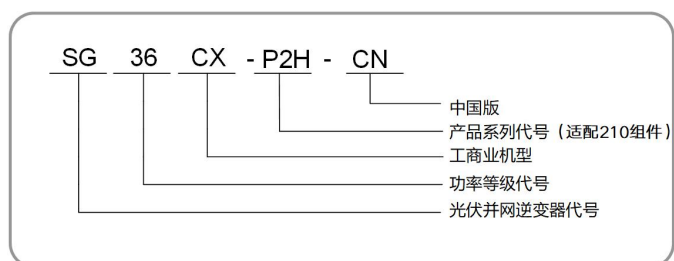 SG 36 CX - P2H - CN
中国版
产品系列代号（适配210组件）
工商业机型
功率等级代号
光伏并网逆变器代号